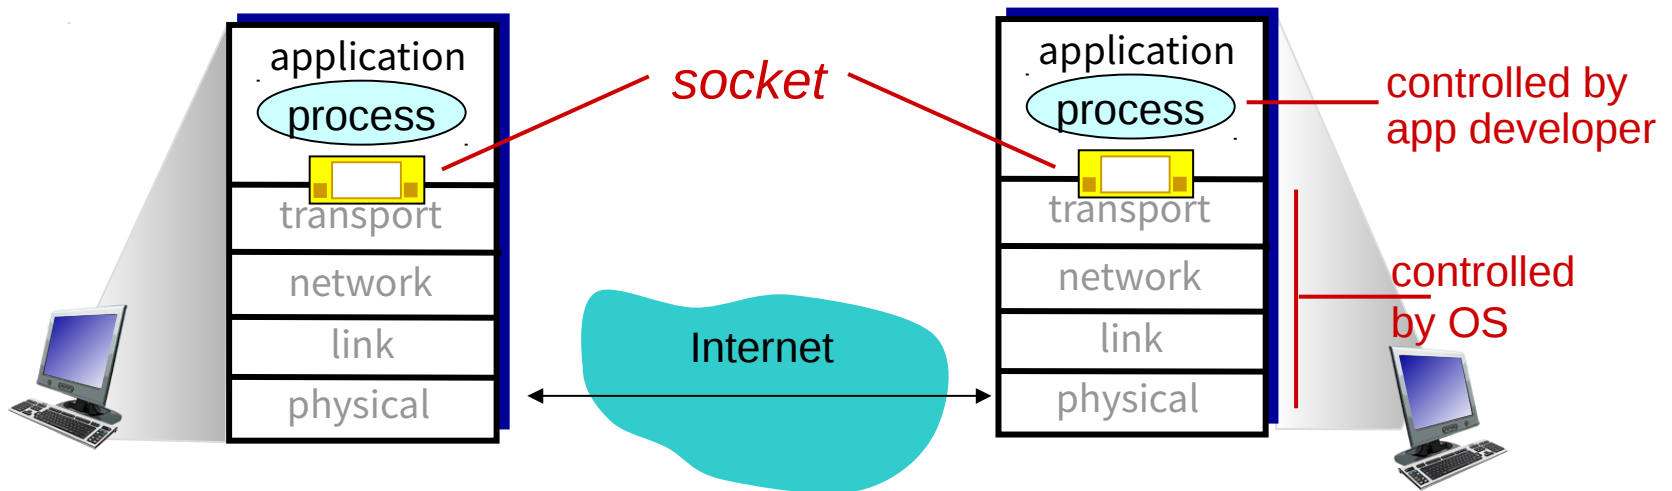 application
process
transport
network
link
physical
socket
Internet
application
process
transport
network
link
physical
controlled by
app developer
controlled
by OS